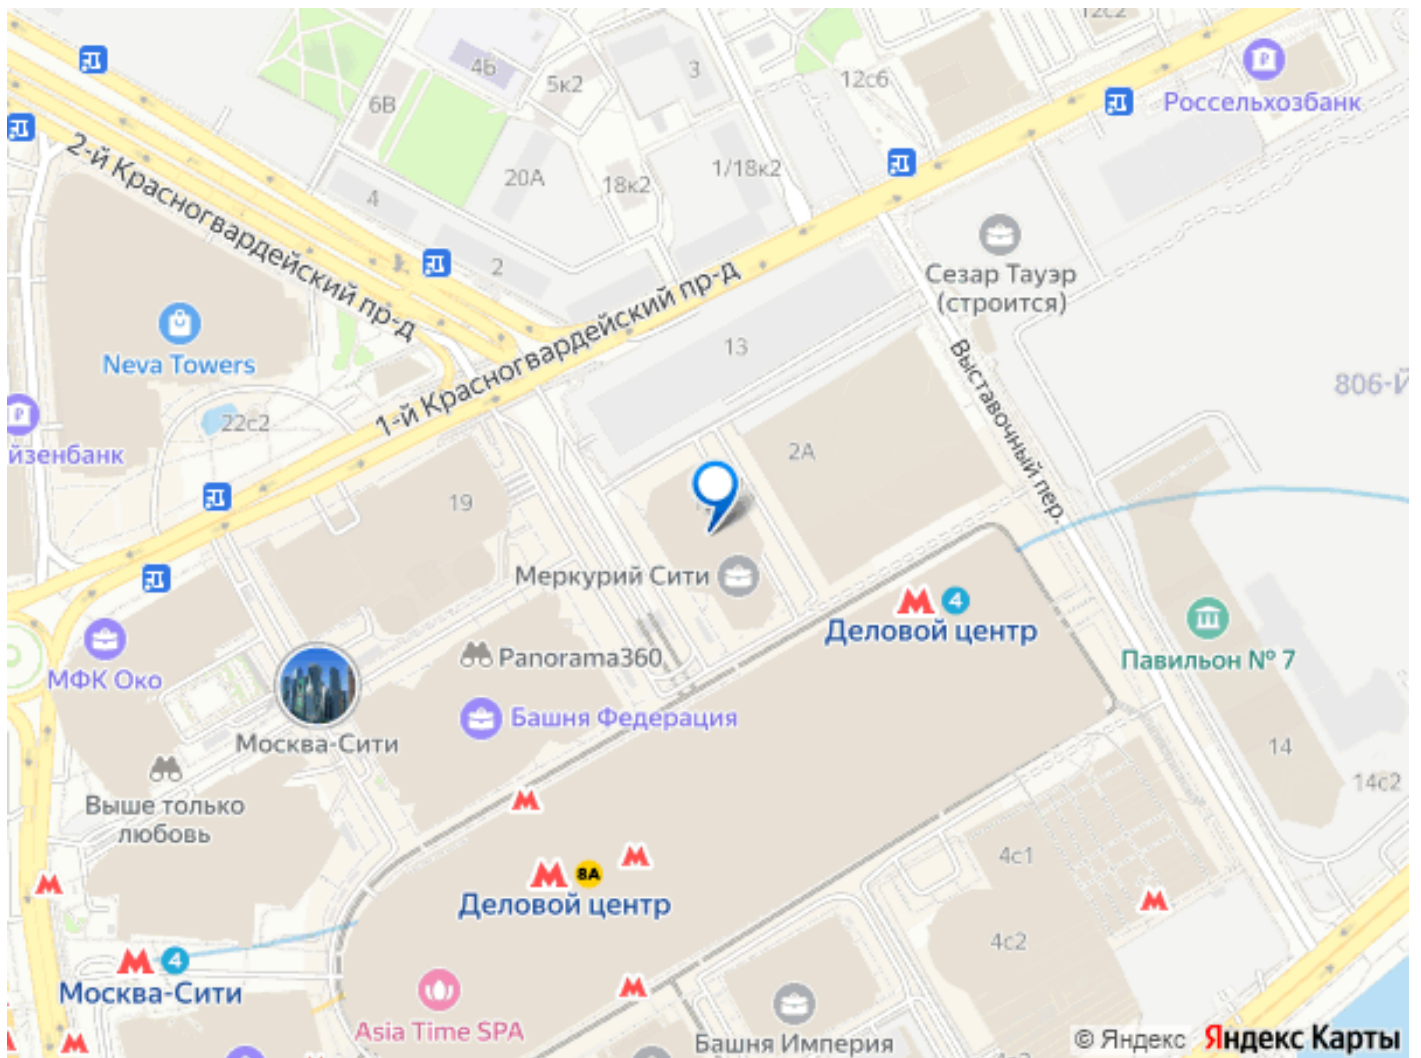 12с2
4Б
3
5к2
12с6
6В
Россельхозбанк
2-й Красногвардейский пр-д
20А
1/18к2
18к2
4
2
Сезар Тауэр
(строится)
1-й Красногвардейский пр-д
Neva Towers
13
Выставочный пер.
806-Й
22с2
йзенбанк
2А
19
Меркурий Сити
4
Деловой центр
Павильон № 7
МФК Око
Panorama360
Башня Федерация
Москва-Сити
14
14с2
Выше только
любовь
4с1
8А
Деловой центр
4с2
4
Москва-Сити
Asia Time SPA
Башня Империя
© Яндекс Яндекс Карты